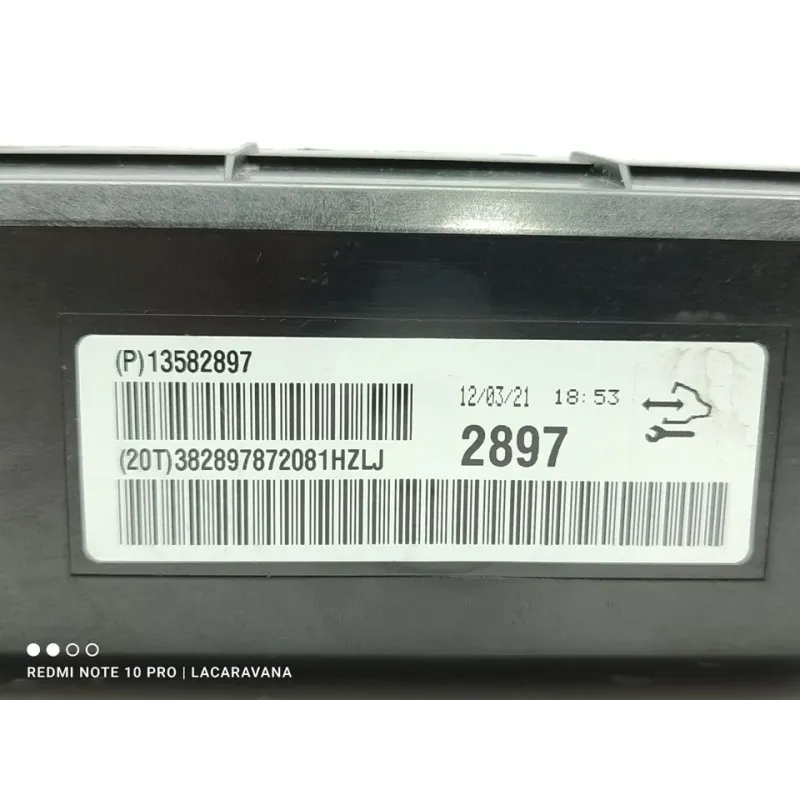 (P)13582897
12/03/21 18:53
2897
(20T)382897872081HZLJ
REDMI NOTE 10 PRO | LACARAVANA